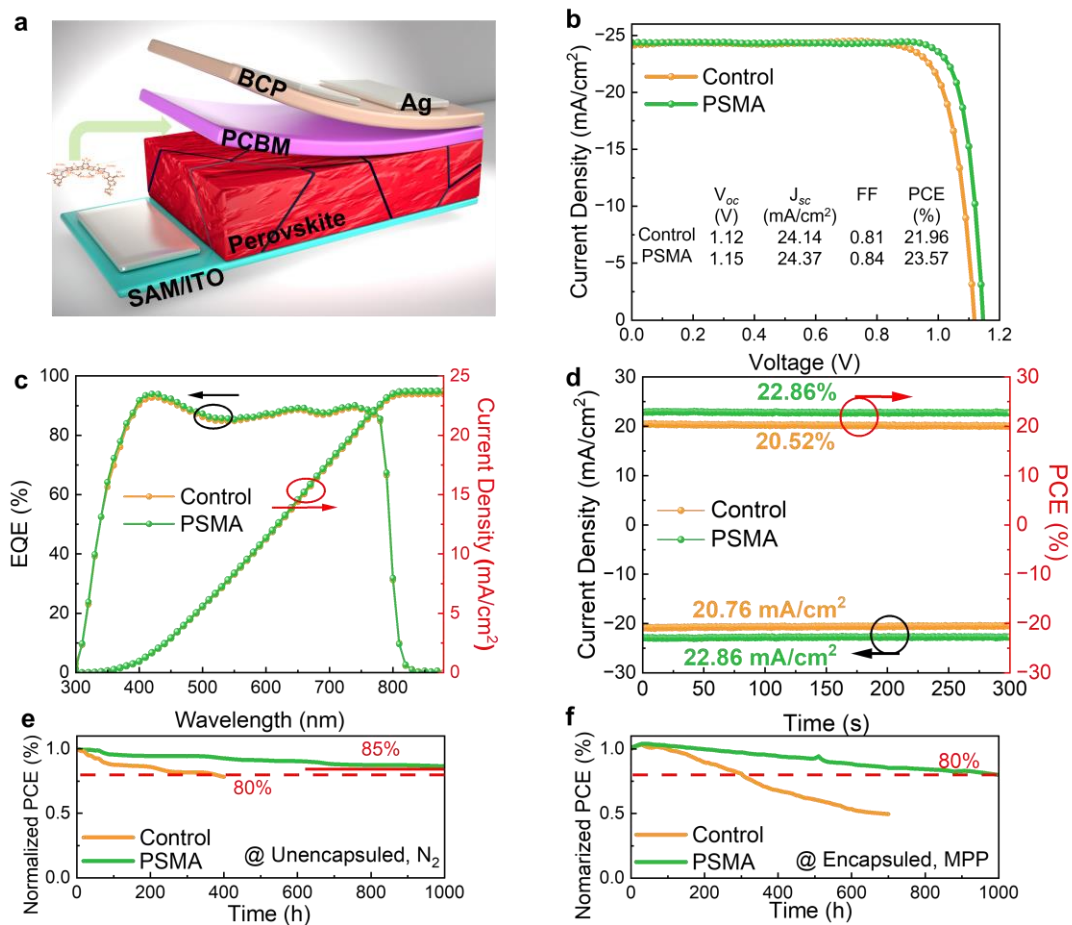 a
BCP
Ag
PCBM
Perovskite
SAM/ITO
b
Current Density (mA/cm²)
−25
−20
−15
−10
−5
0
Control
PSMA
Voc (V) Jsc (mA/cm²) FF PCE (%)
Control 1.12 24.14 0.81 21.96
PSMA 1.15 24.37 0.84 23.57
0.0 0.2 0.4 0.6 0.8 1.0 1.2
Voltage (V)
c
EQE (%)
100
80
60
40
20
0
Control
PSMA
25
20
15
10
5
0
Current Density (mA/cm²)
300 400 500 600 700 800
Wavelength (nm)
d
Current Density (mA/cm²)
30
20
10
0
−10
−20
−30
22.86%
20.52%
Control
PSMA
20.76 mA/cm²
22.86 mA/cm²
30
20
10
0
−10
−20
−30
PCE (%)
0 50 100 150 200 250 300
Time (s)
e
Normalized PCE (%)
1.0
0.5
0.0
85%
80%
Control
PSMA
@ Unencapsuled, N₂
0 200 400 600 800 1000
Time (h)
f
Nomarized PCE (%)
1.0
0.5
0.0
80%
Control
PSMA
@ Encapsuled, MPP
0 200 400 600 800 1000
Time (h)